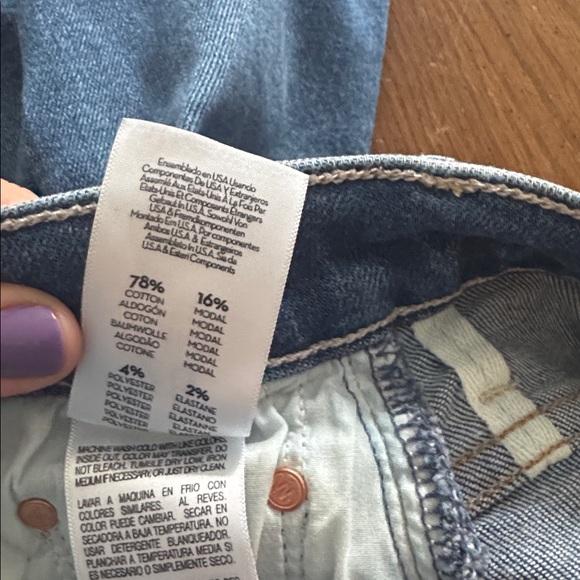 Ensamblado en USA Usando
Componentes De USA Y Extranjeros
Assemblé Aux Etats-Unis À La Fois Par
Etats-Unis Et Composants Étrangers
Gebaut In U.S.A. Sowohl Von
USA & Fremdkomponenten
Montado Em U.S.A. Por componentes
Ambos U.S.A. & Estrangeiros
Assemblato In U.S.A. Sia da
U.S.A & Esteri Components
78% 16%
COTTON MODAL
ALGODÓN MODAL
COTON MODAL
BAUMWOLLE MODAL
ALGODÃO MODAL
COTONE
4% 2%
POLYESTER ELASTANE
POLIÉSTER ELASTANO
POLYESTER ELASTHANNE
POLYESTER
MACHINE WASH COLD WITH LIKE COLORS,
INSIDE OUT, COLOR MAY TRANSFER, DO
NOT BLEACH. TUMBLE DRY LOW, IRON
MEDIUM IF NECESSARY, OR JUST DRY CLEAN.
LAVAR A MAQUINA EN FRIO CON
COLORES SIMILARES. AL REVES.
COLOR PUEDE CAMBIAR. SECAR EN
SECADORA A BAJA TEMPERATURA. NO
USAR DETERGENTE BLANQUEADOR.
PLANCHAR A TEMPERATURA MEDIA SI
ES NECESARIO O SIMPLEMENTE SECO.